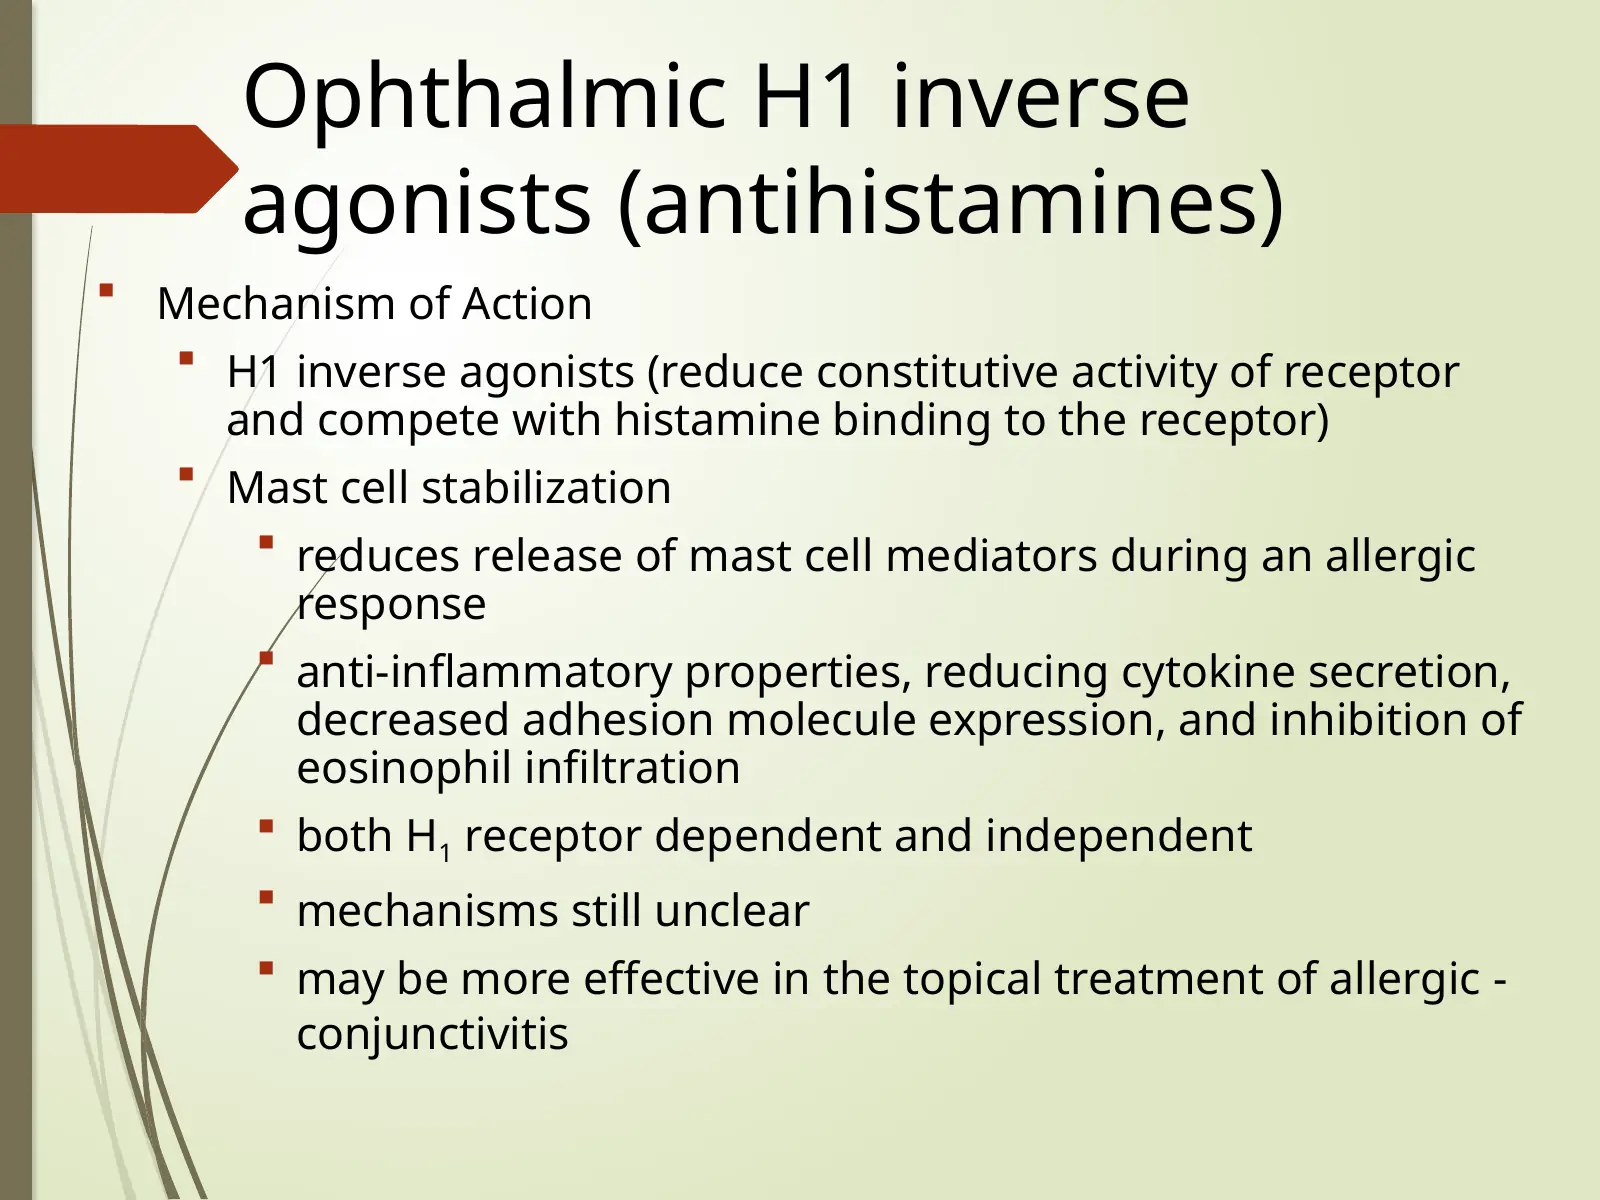 Ophthalmic H1 inverse
agonists (antihistamines)
Mechanism of Action
H1 inverse agonists (reduce constitutive activity of receptor
and compete with histamine binding to the receptor)
Mast cell stabilization
reduces release of mast cell mediators during an allergic
response
anti-inflammatory properties, reducing cytokine secretion,
decreased adhesion molecule expression, and inhibition of
eosinophil infiltration
both H₁ receptor dependent and independent
mechanisms still unclear
may be more effective in the topical treatment of allergic -
conjunctivitis